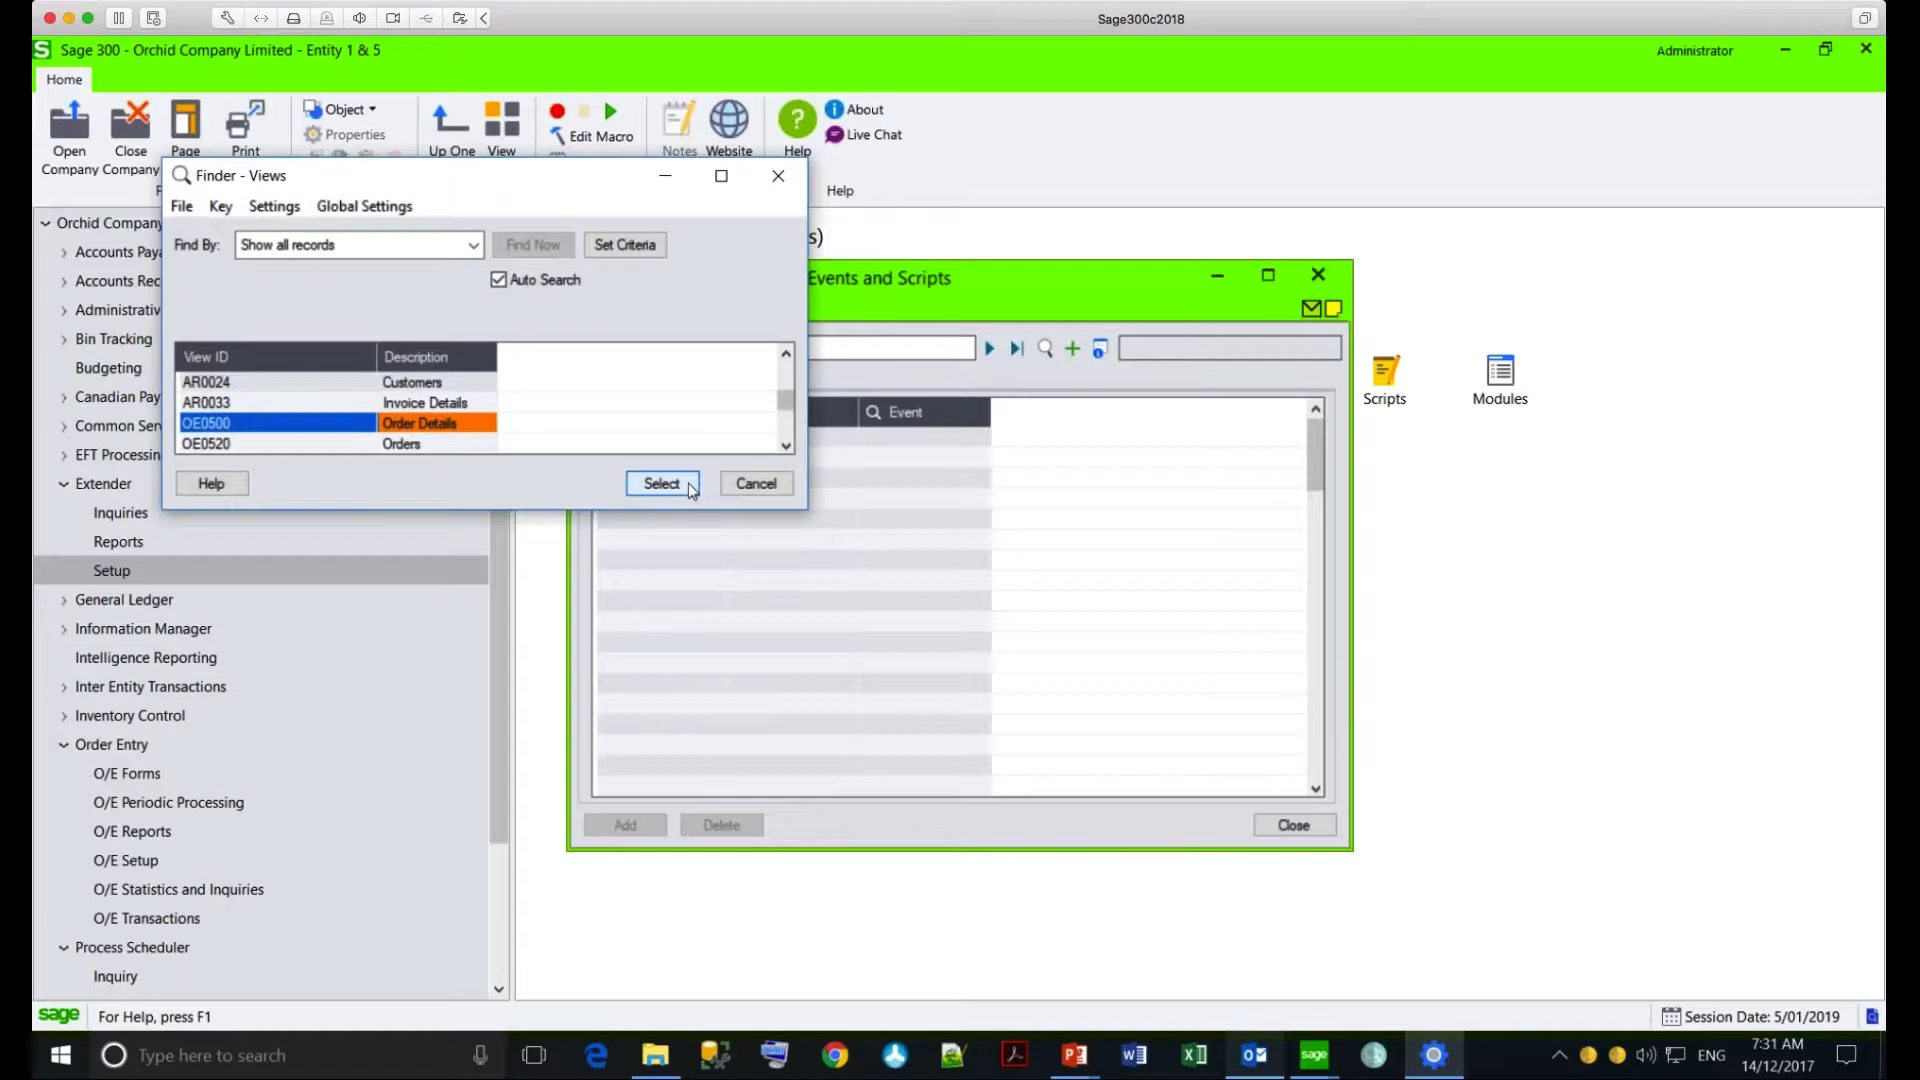 Sage300c2018
S Sage 300 - Orchid Company Limited - Entity 1 & 5
Administrator
Home
Open Company
Close Company
Page
Print
Object
Properties
Up One
View
Edit Macro
Notes
Website
Help
About
Live Chat
Help
Finder - Views
File Key Settings Global Settings
Find By: Show all records Find Now Set Criteria
Auto Search
View ID Description
AR0024 Customers
AR0033 Invoice Details
OE0500 Order Details
OE0520 Orders
Help Select Cancel
s)
Events and Scripts
Event
Add Delete Close
Scripts
Modules
Orchid Company
Accounts Paya
Accounts Rec
Administrativ
Bin Tracking
Budgeting
Canadian Pay
Common Serv
EFT Processin
Extender
Inquiries
Reports
Setup
General Ledger
Information Manager
Intelligence Reporting
Inter Entity Transactions
Inventory Control
Order Entry
O/E Forms
O/E Periodic Processing
O/E Reports
O/E Setup
O/E Statistics and Inquiries
O/E Transactions
Process Scheduler
Inquiry
sage For Help, press F1
Session Date: 5/01/2019
Type here to search
sage
ENG
7:31 AM
14/12/2017